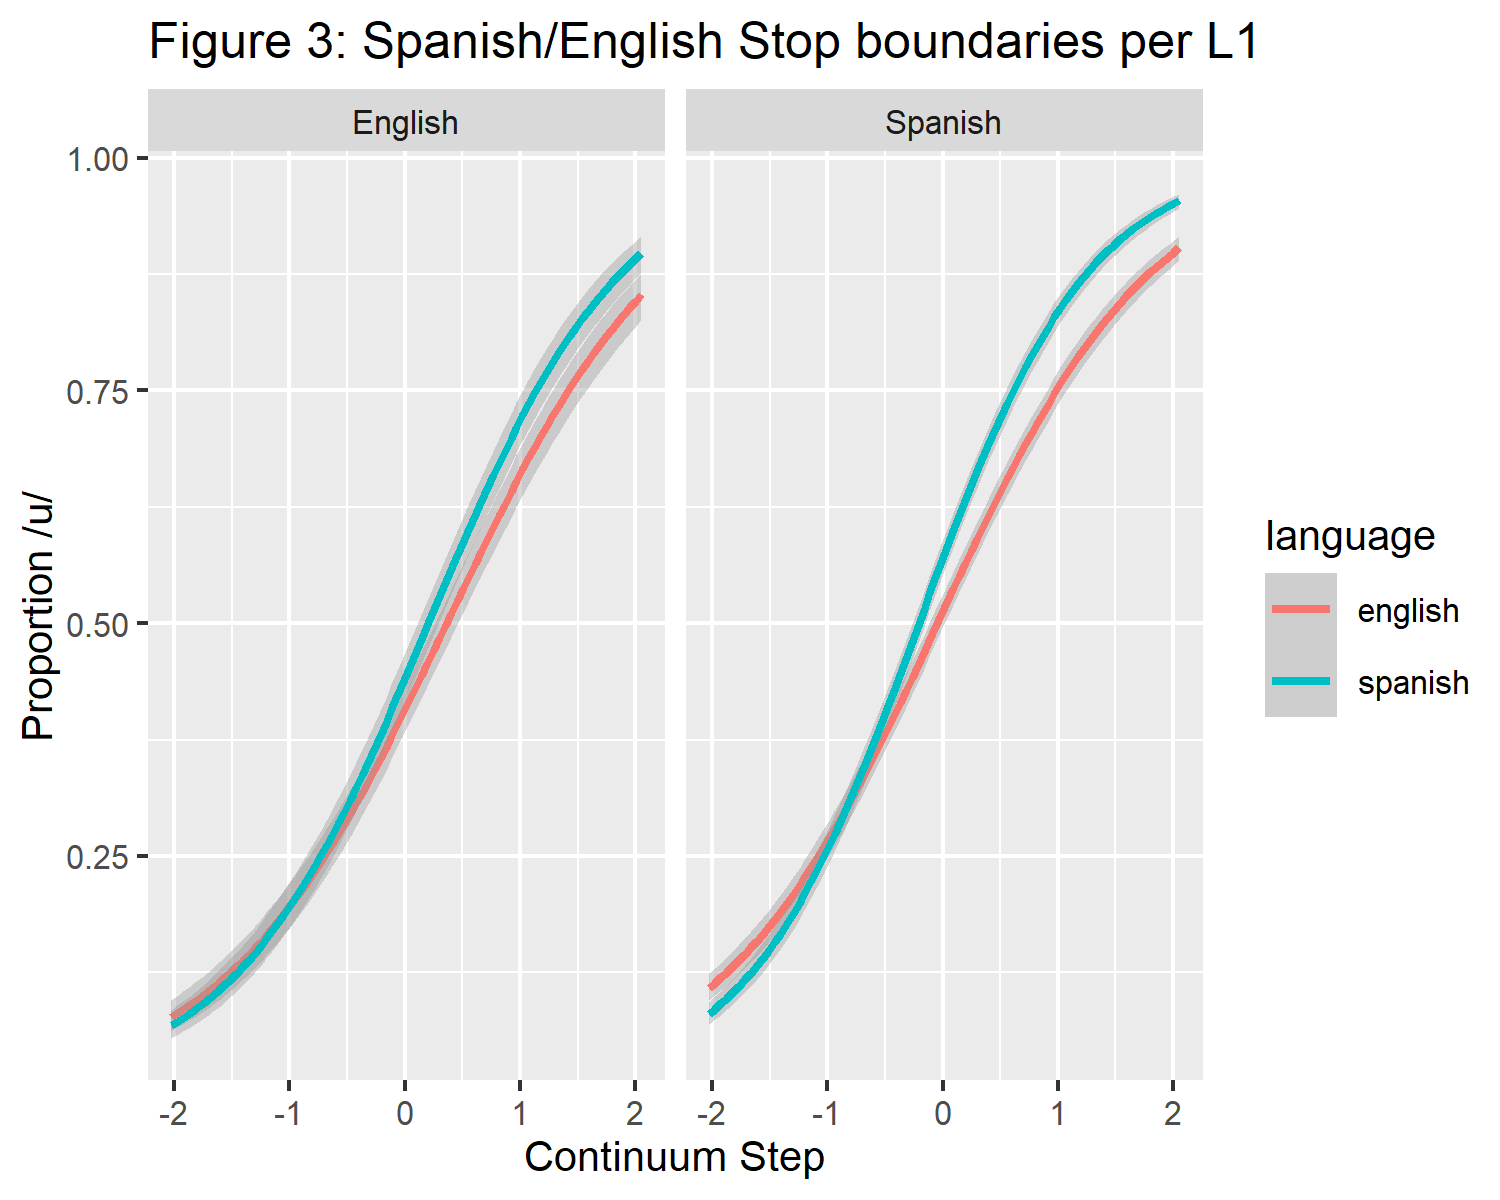 Figure 3: Spanish/English Stop boundaries per L1
English
Spanish
1.00
0.75
0.50
0.25
Proportion /u/
-2 -1 0 1 2
-2 -1 0 1 2
Continuum Step
language
english
spanish